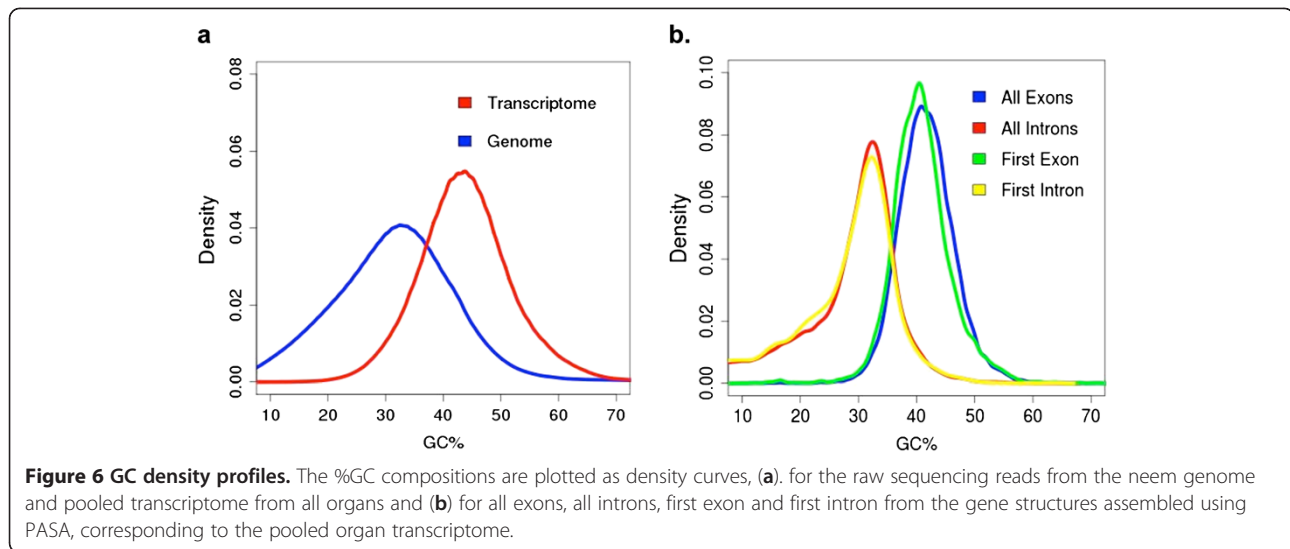 a
b.
0.08
0.06
0.04
0.02
0.00
Density
Transcriptome
Genome
10 20 30 40 50 60 70
GC%
0.10
0.08
0.06
0.04
0.02
0.00
Density
All Exons
All Introns
First Exon
First Intron
10 20 30 40 50 60 70
GC%
Figure 6 GC density profiles. The %GC compositions are plotted as density curves, (a). for the raw sequencing reads from the neem genome
and pooled transcriptome from all organs and (b) for all exons, all introns, first exon and first intron from the gene structures assembled using
PASA, corresponding to the pooled organ transcriptome.